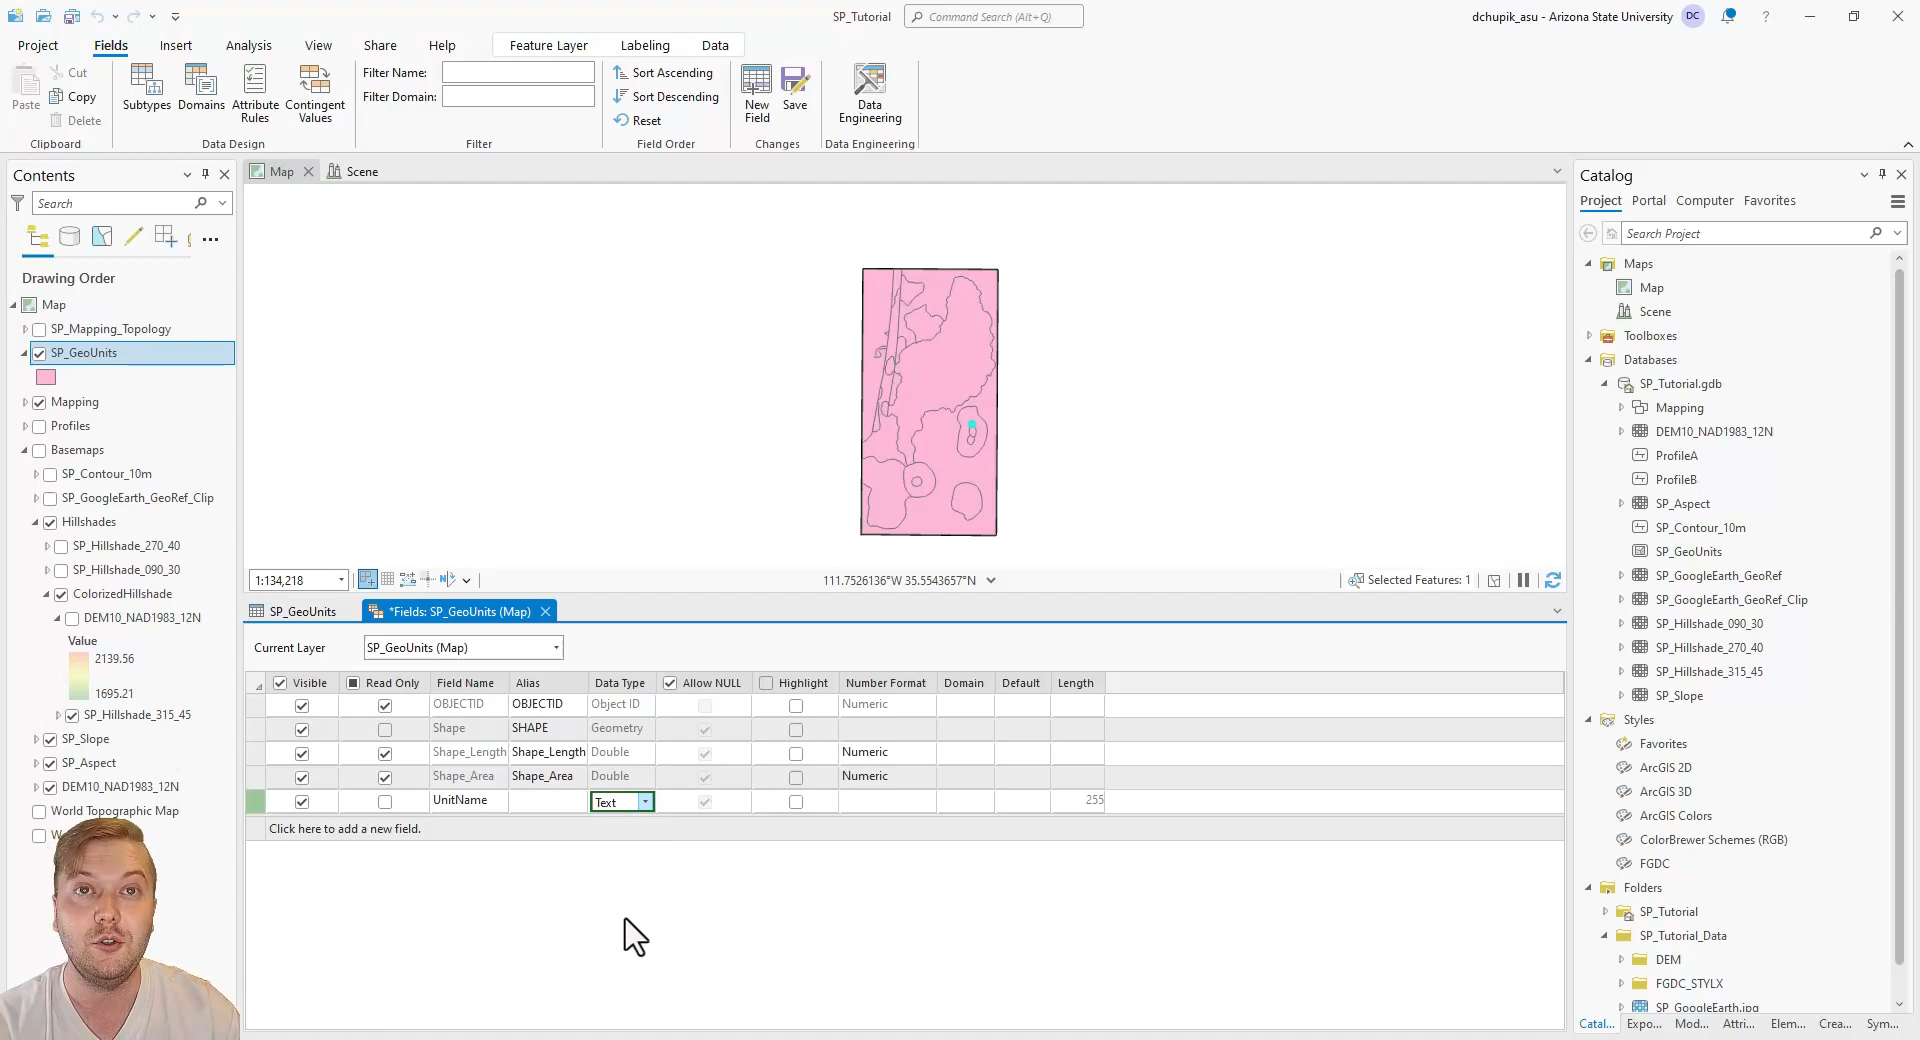 SP_Tutorial
Command Search (Alt+Q)
dchupik_asu - Arizona State University
DC
?
Project
Fields
Insert
Analysis
View
Share
Help
Feature Layer
Labeling
Data
Paste
Cut
Copy
Delete
Clipboard
Subtypes
Domains
Attribute Rules
Contingent Values
Data Design
Filter Name:
Filter Domain:
Filter
Sort Ascending
Sort Descending
Reset
Field Order
New Field
Save
Changes
Data Engineering
Data Engineering
Contents
Search
Drawing Order
Map
SP_Mapping_Topology
SP_GeoUnits
Mapping
Profiles
Basemaps
SP_Contour_10m
SP_GoogleEarth_GeoRef_Clip
Hillshades
SP_Hillshade_270_40
SP_Hillshade_090_30
ColorizedHillshade
DEM10_NAD1983_12N
Value
2139.56
1695.21
SP_Hillshade_315_45
SP_Slope
SP_Aspect
DEM10_NAD1983_12N
World Topographic Map
Map
Scene
1:134,218
111.7526136°W 35.5543657°N
Selected Features: 1
SP_GeoUnits
*Fields: SP_GeoUnits (Map)
Current Layer
SP_GeoUnits (Map)
Visible Read Only Field Name Alias Data Type Allow NULL Highlight Number Format Domain Default Length
OBJECTID OBJECTID Object ID Numeric
Shape SHAPE Geometry
Shape_Length Shape_Length Double Numeric
Shape_Area Shape_Area Double Numeric
UnitName Text 255
Click here to add a new field.
Catalog
Project
Portal
Computer
Favorites
Search Project
Maps
Map
Scene
Toolboxes
Databases
SP_Tutorial.gdb
Mapping
DEM10_NAD1983_12N
ProfileA
ProfileB
SP_Aspect
SP_Contour_10m
SP_GeoUnits
SP_GoogleEarth_GeoRef
SP_GoogleEarth_GeoRef_Clip
SP_Hillshade_090_30
SP_Hillshade_270_40
SP_Hillshade_315_45
SP_Slope
Styles
Favorites
ArcGIS 2D
ArcGIS 3D
ArcGIS Colors
ColorBrewer Schemes (RGB)
FGDC
Folders
SP_Tutorial
SP_Tutorial_Data
DEM
FGDC_STYLX
SP_GoogleEarth.jpg
Catal...
Expo...
Mod...
Attri...
Elem...
Crea...
Sym...